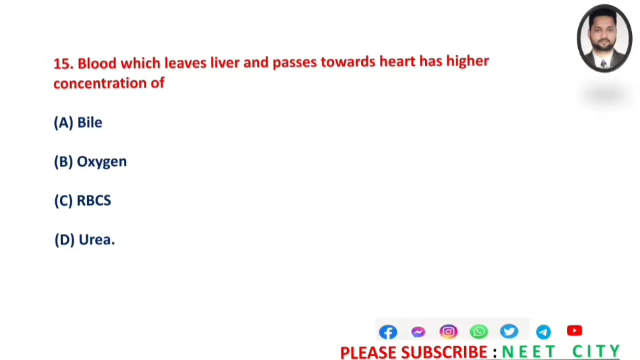 15. Blood which leaves liver and passes towards heart has higher
concentration of
(A) Bile
(B) Oxygen
(C) RBCS
(D) Urea.
PLEASE SUBSCRIBE : NEET CITY